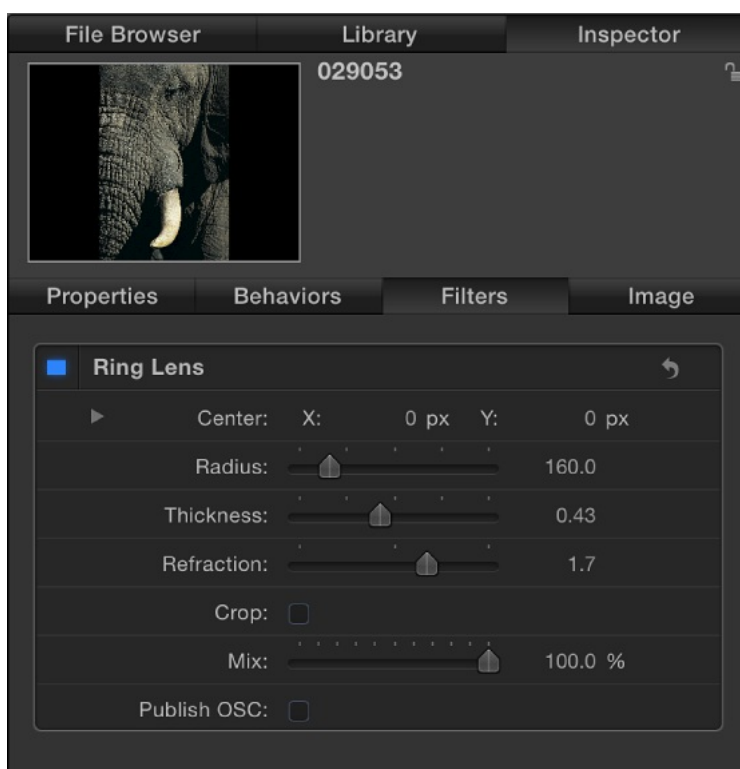 File Browser Library Inspector
029053
Properties Behaviors Filters Image
Ring Lens
Center: X: 0 px Y: 0 px
Radius: 160.0
Thickness: 0.43
Refraction: 1.7
Crop:
Mix: 100.0 %
Publish OSC: